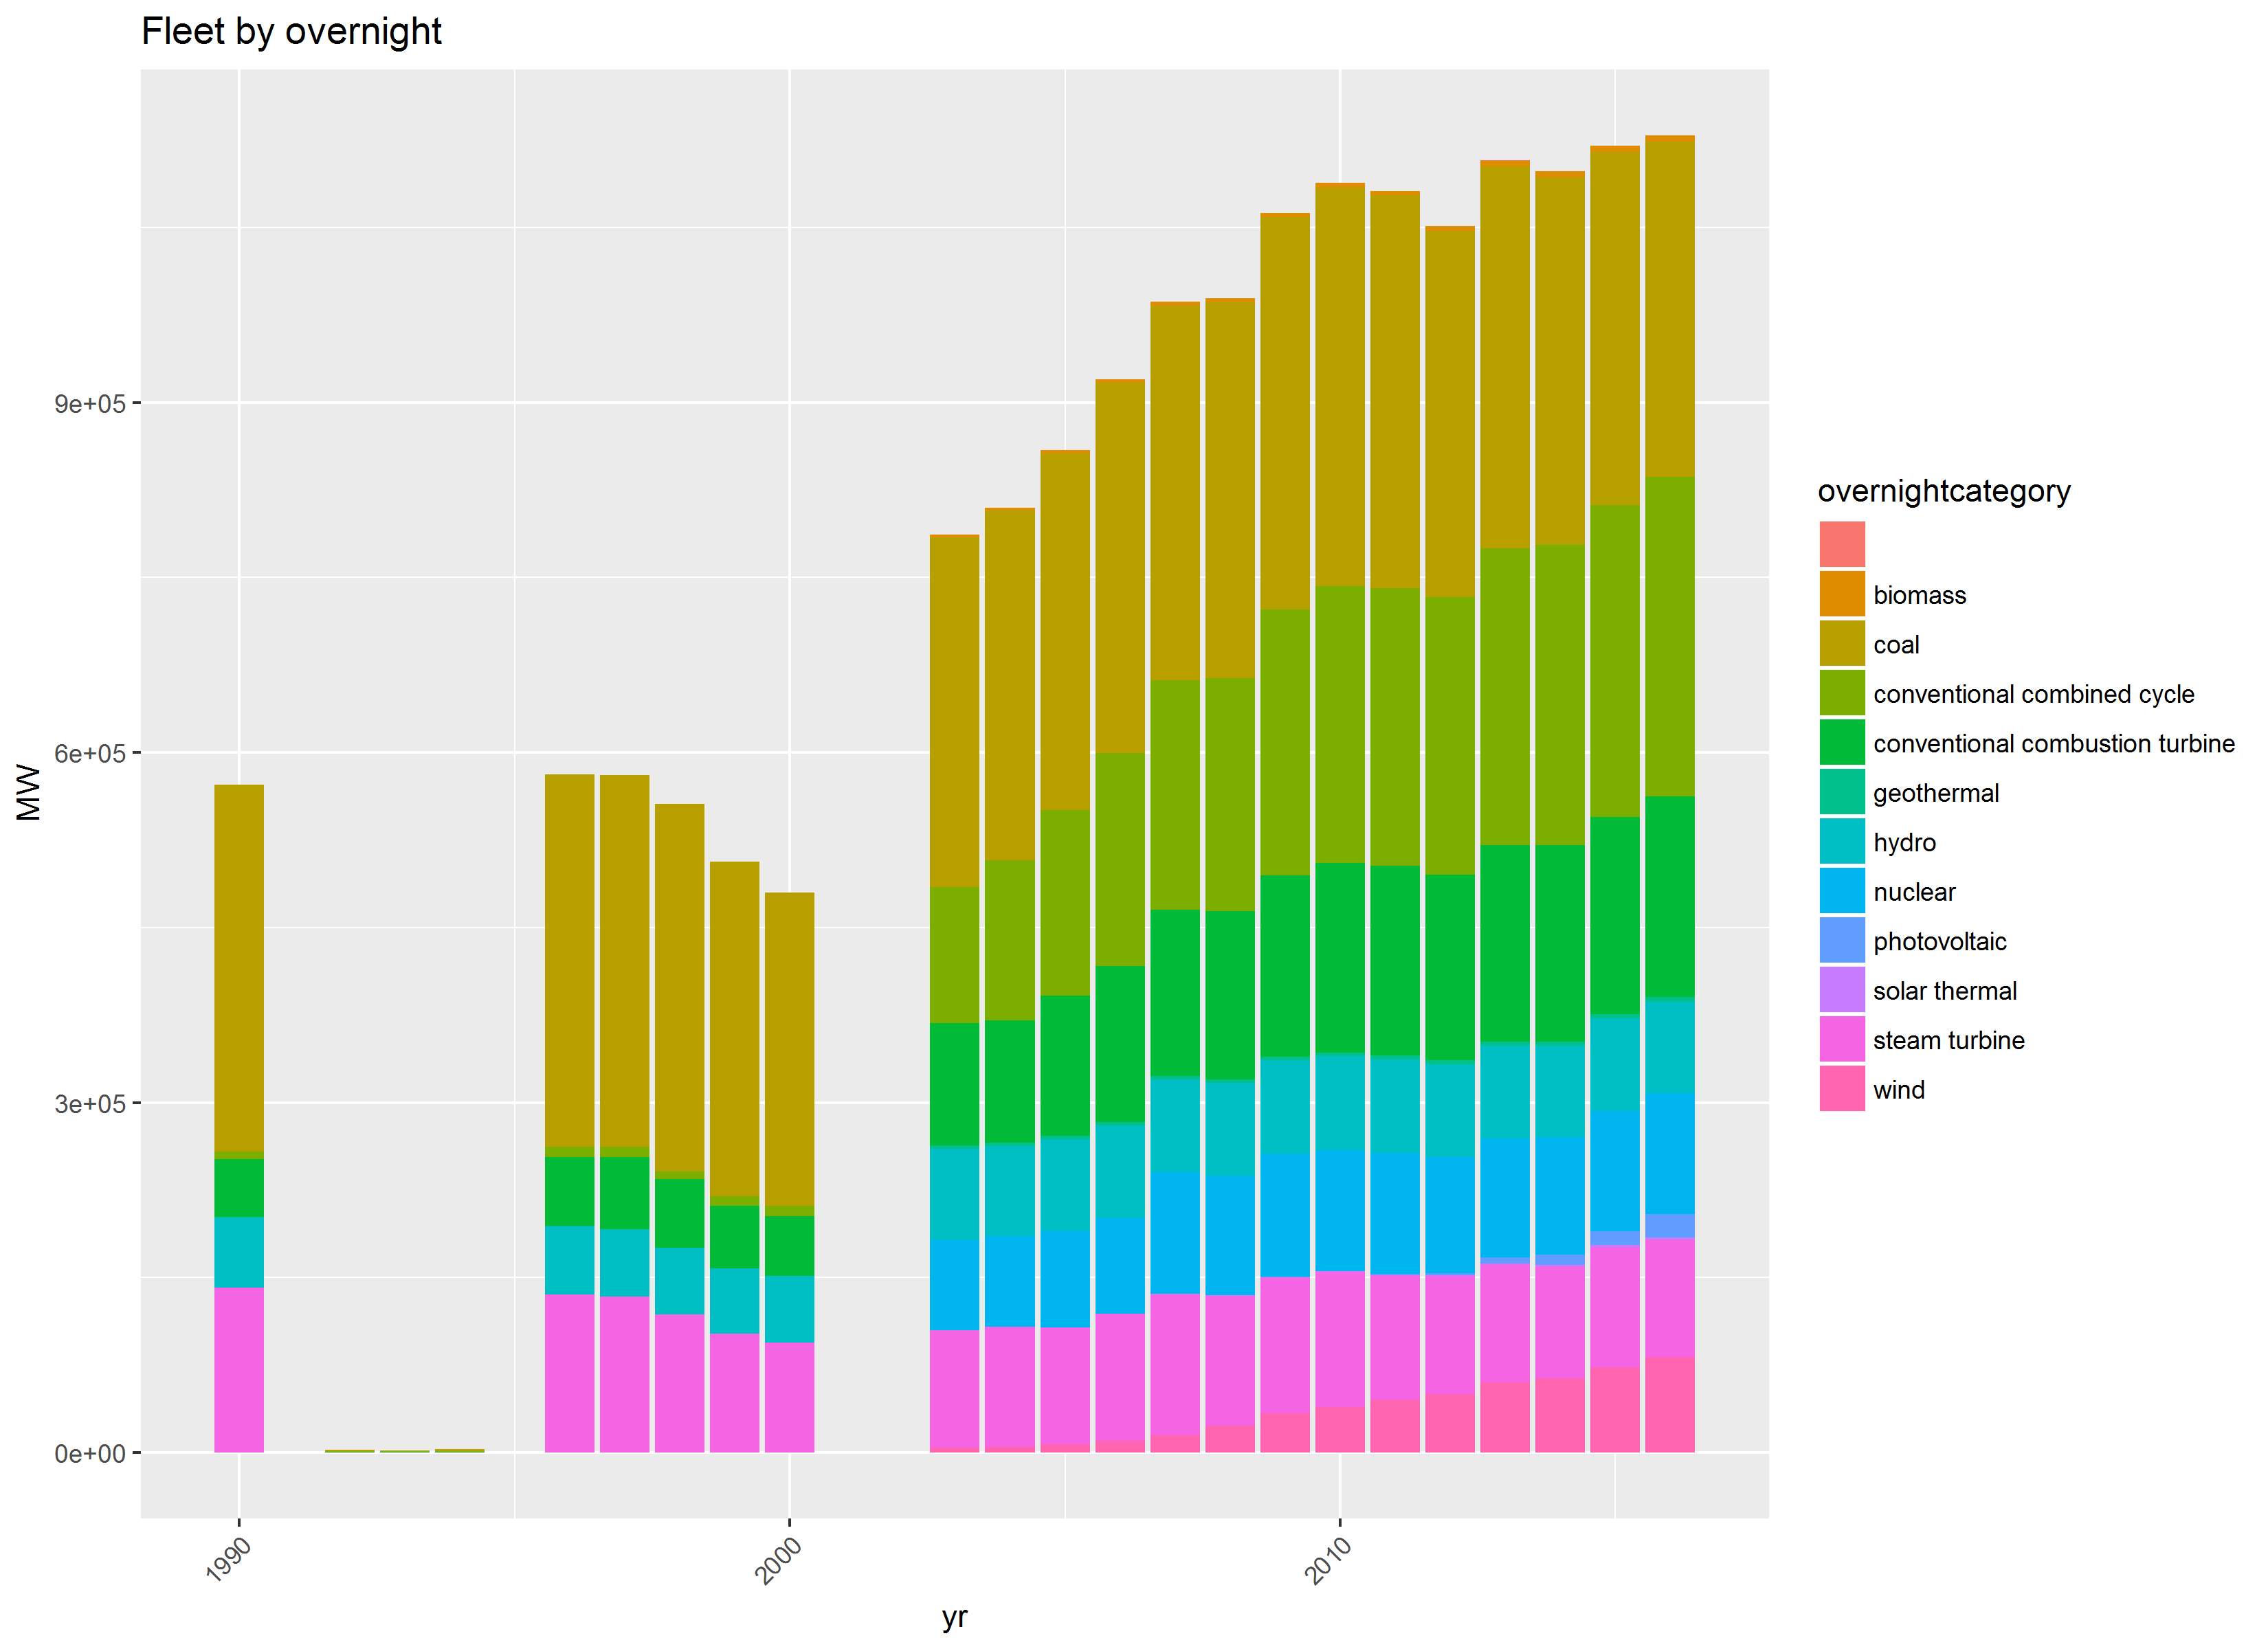 Fleet by overnight
9e+05
6e+05
3e+05
0e+00
MW
1990
2000
2010
yr
overnightcategory
biomass
coal
conventional combined cycle
conventional combustion turbine
geothermal
hydro
nuclear
photovoltaic
solar thermal
steam turbine
wind